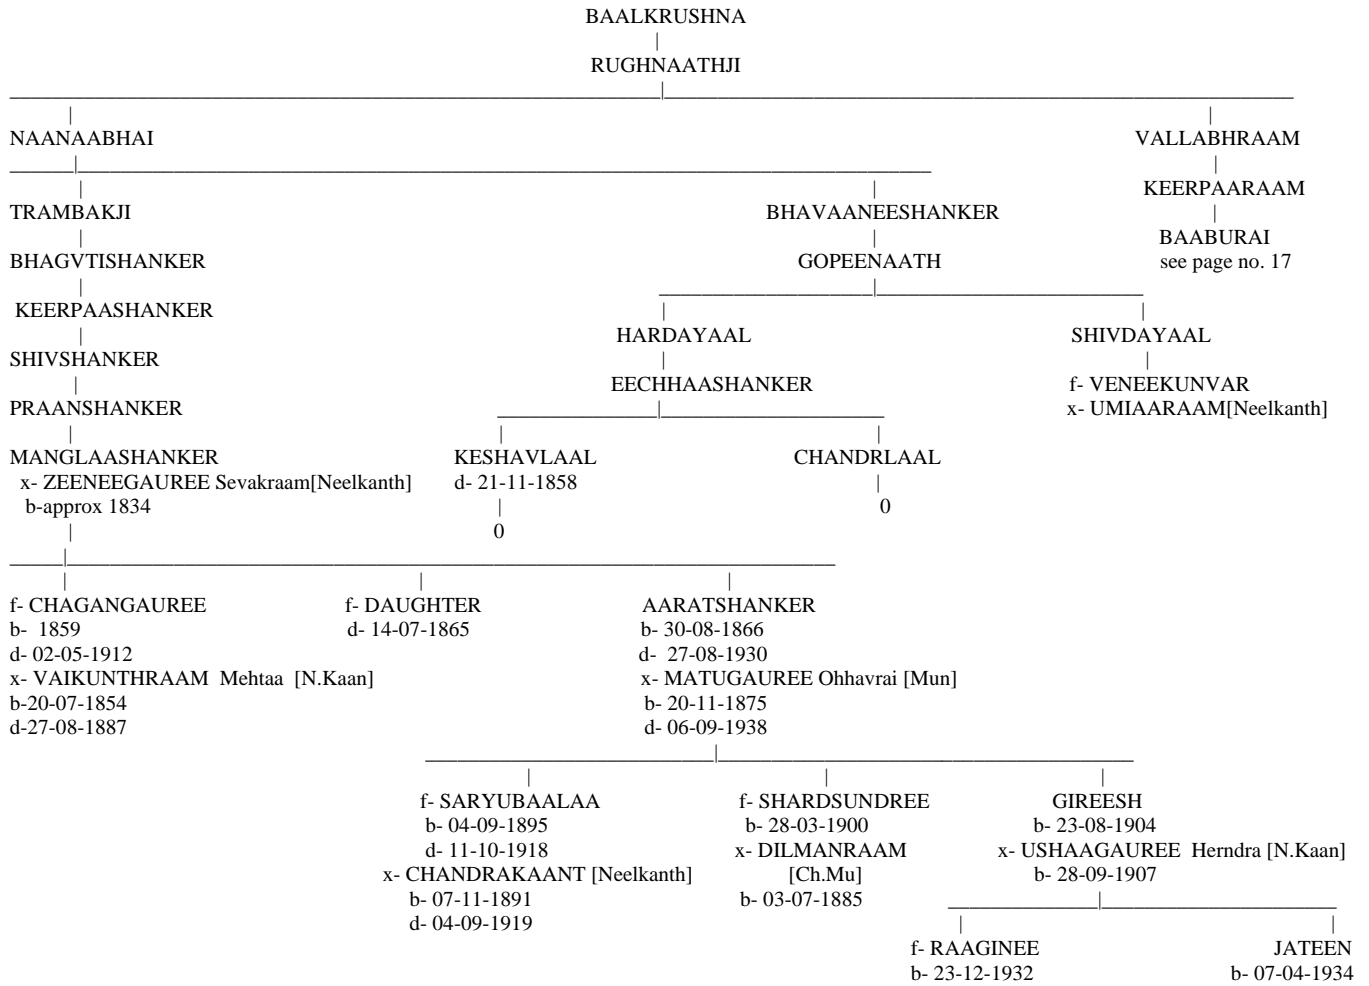 BAALKRUSHNA
RUGHNAATHJI
NAANAABHAI VALLABHRAAM
KEERPAARAAM
TRAMBAKJI BHAVAANEESHANKER
BAABURAI
BHAGVTISHANKER GOPEENAATH see page no. 17
KEERPAASHANKER
HARDAYAAL SHIVDAYAAL
SHIVSHANKER
EECHHAASHANKER f- VENEEKUNVAR
PRAANSHANKER x- UMIAARAAM[Neelkanth]
MANGLAASHANKER KESHAVLAAL CHANDRLAAL
x- ZEENEEGAUREE Sevakraam[Neelkanth] d- 21-11-1858
b-approx 1834 0
0
f- CHAGANGAUREE f- DAUGHTER AARATSHANKER
b- 1859 d- 14-07-1865 b- 30-08-1866
d- 02-05-1912 d- 27-08-1930
x- VAIKUNTHRAAM Mehtaa [N.Kaan] x- MATUGAUREE Ohhavrai [Mun]
b-20-07-1854 b- 20-11-1875
d-27-08-1887 d- 06-09-1938
f- SARYUBAALAA f- SHARDSUNDREE GIREESH
b- 04-09-1895 b- 28-03-1900 b- 23-08-1904
d- 11-10-1918 x- DILMANRAAM x- USHAAGAUREE Herndra [N.Kaan]
x- CHANDRAKAANT [Neelkanth] [Ch.Mu] b- 28-09-1907
b- 07-11-1891 b- 03-07-1885
d- 04-09-1919
f- RAAGINEE JATEEN
b- 23-12-1932 b- 07-04-1934